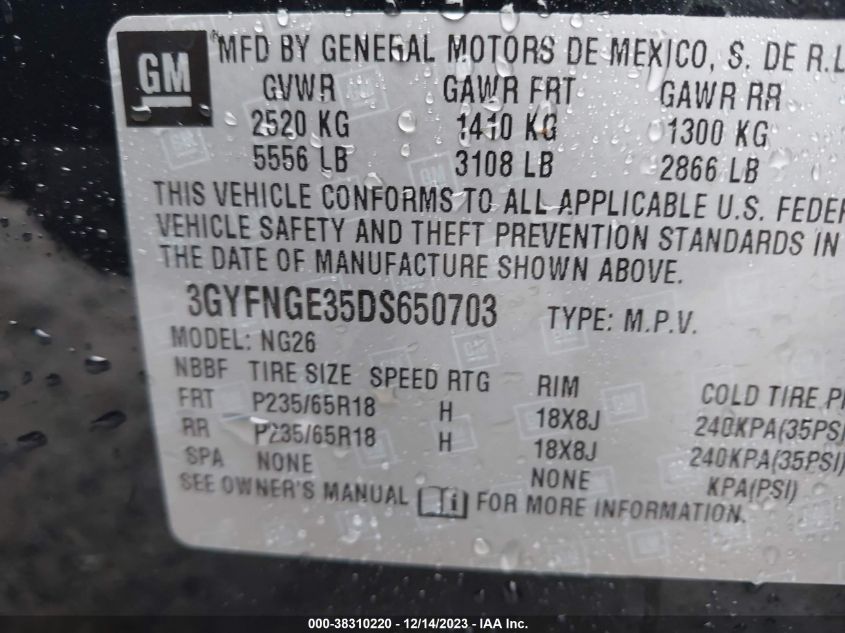 GM
®MFD BY GENERAL MOTORS DE MEXICO, S. DE R.L
GVWR GAWR FRT GAWR RR
2520 KG 1410 KG 1300 KG
5556 LB 3108 LB 2866 LB
THIS VEHICLE CONFORMS TO ALL APPLICABLE U.S. FEDER
VEHICLE SAFETY AND THEFT PREVENTION STANDARDS IN
THE DATE OF MANUFACTURE SHOWN ABOVE.
3GYFNGE35DS650703 TYPE: M.P.V.
MODEL: NG26
NBBF TIRE SIZE SPEED RTG RIM COLD TIRE P
FRT P235/65R18 H 18X8J 240KPA(35PSI
RR P235/65R18 H 18X8J 240KPA(35PSI)
SPA NONE NONE KPA(PSI)
SEE OWNER'S MANUAL i FOR MORE INFORMATION.
000-38310220 - 12/14/2023 - IAA Inc.